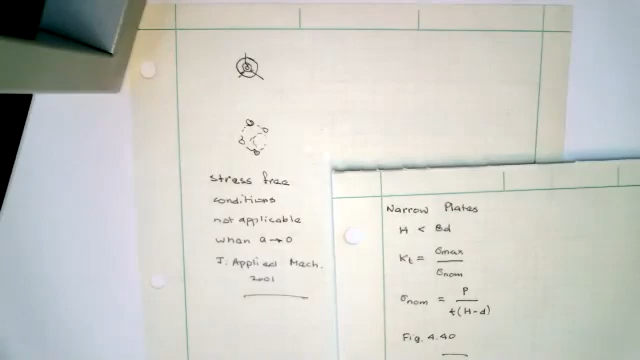 stress free
conditions
not applicable
when a → 0
J. Applied Mech.
2001
Narrow Plates
H < 8d
Kt = σmax / σnom
σnom = P / t(H-d)
Fig. 4.40